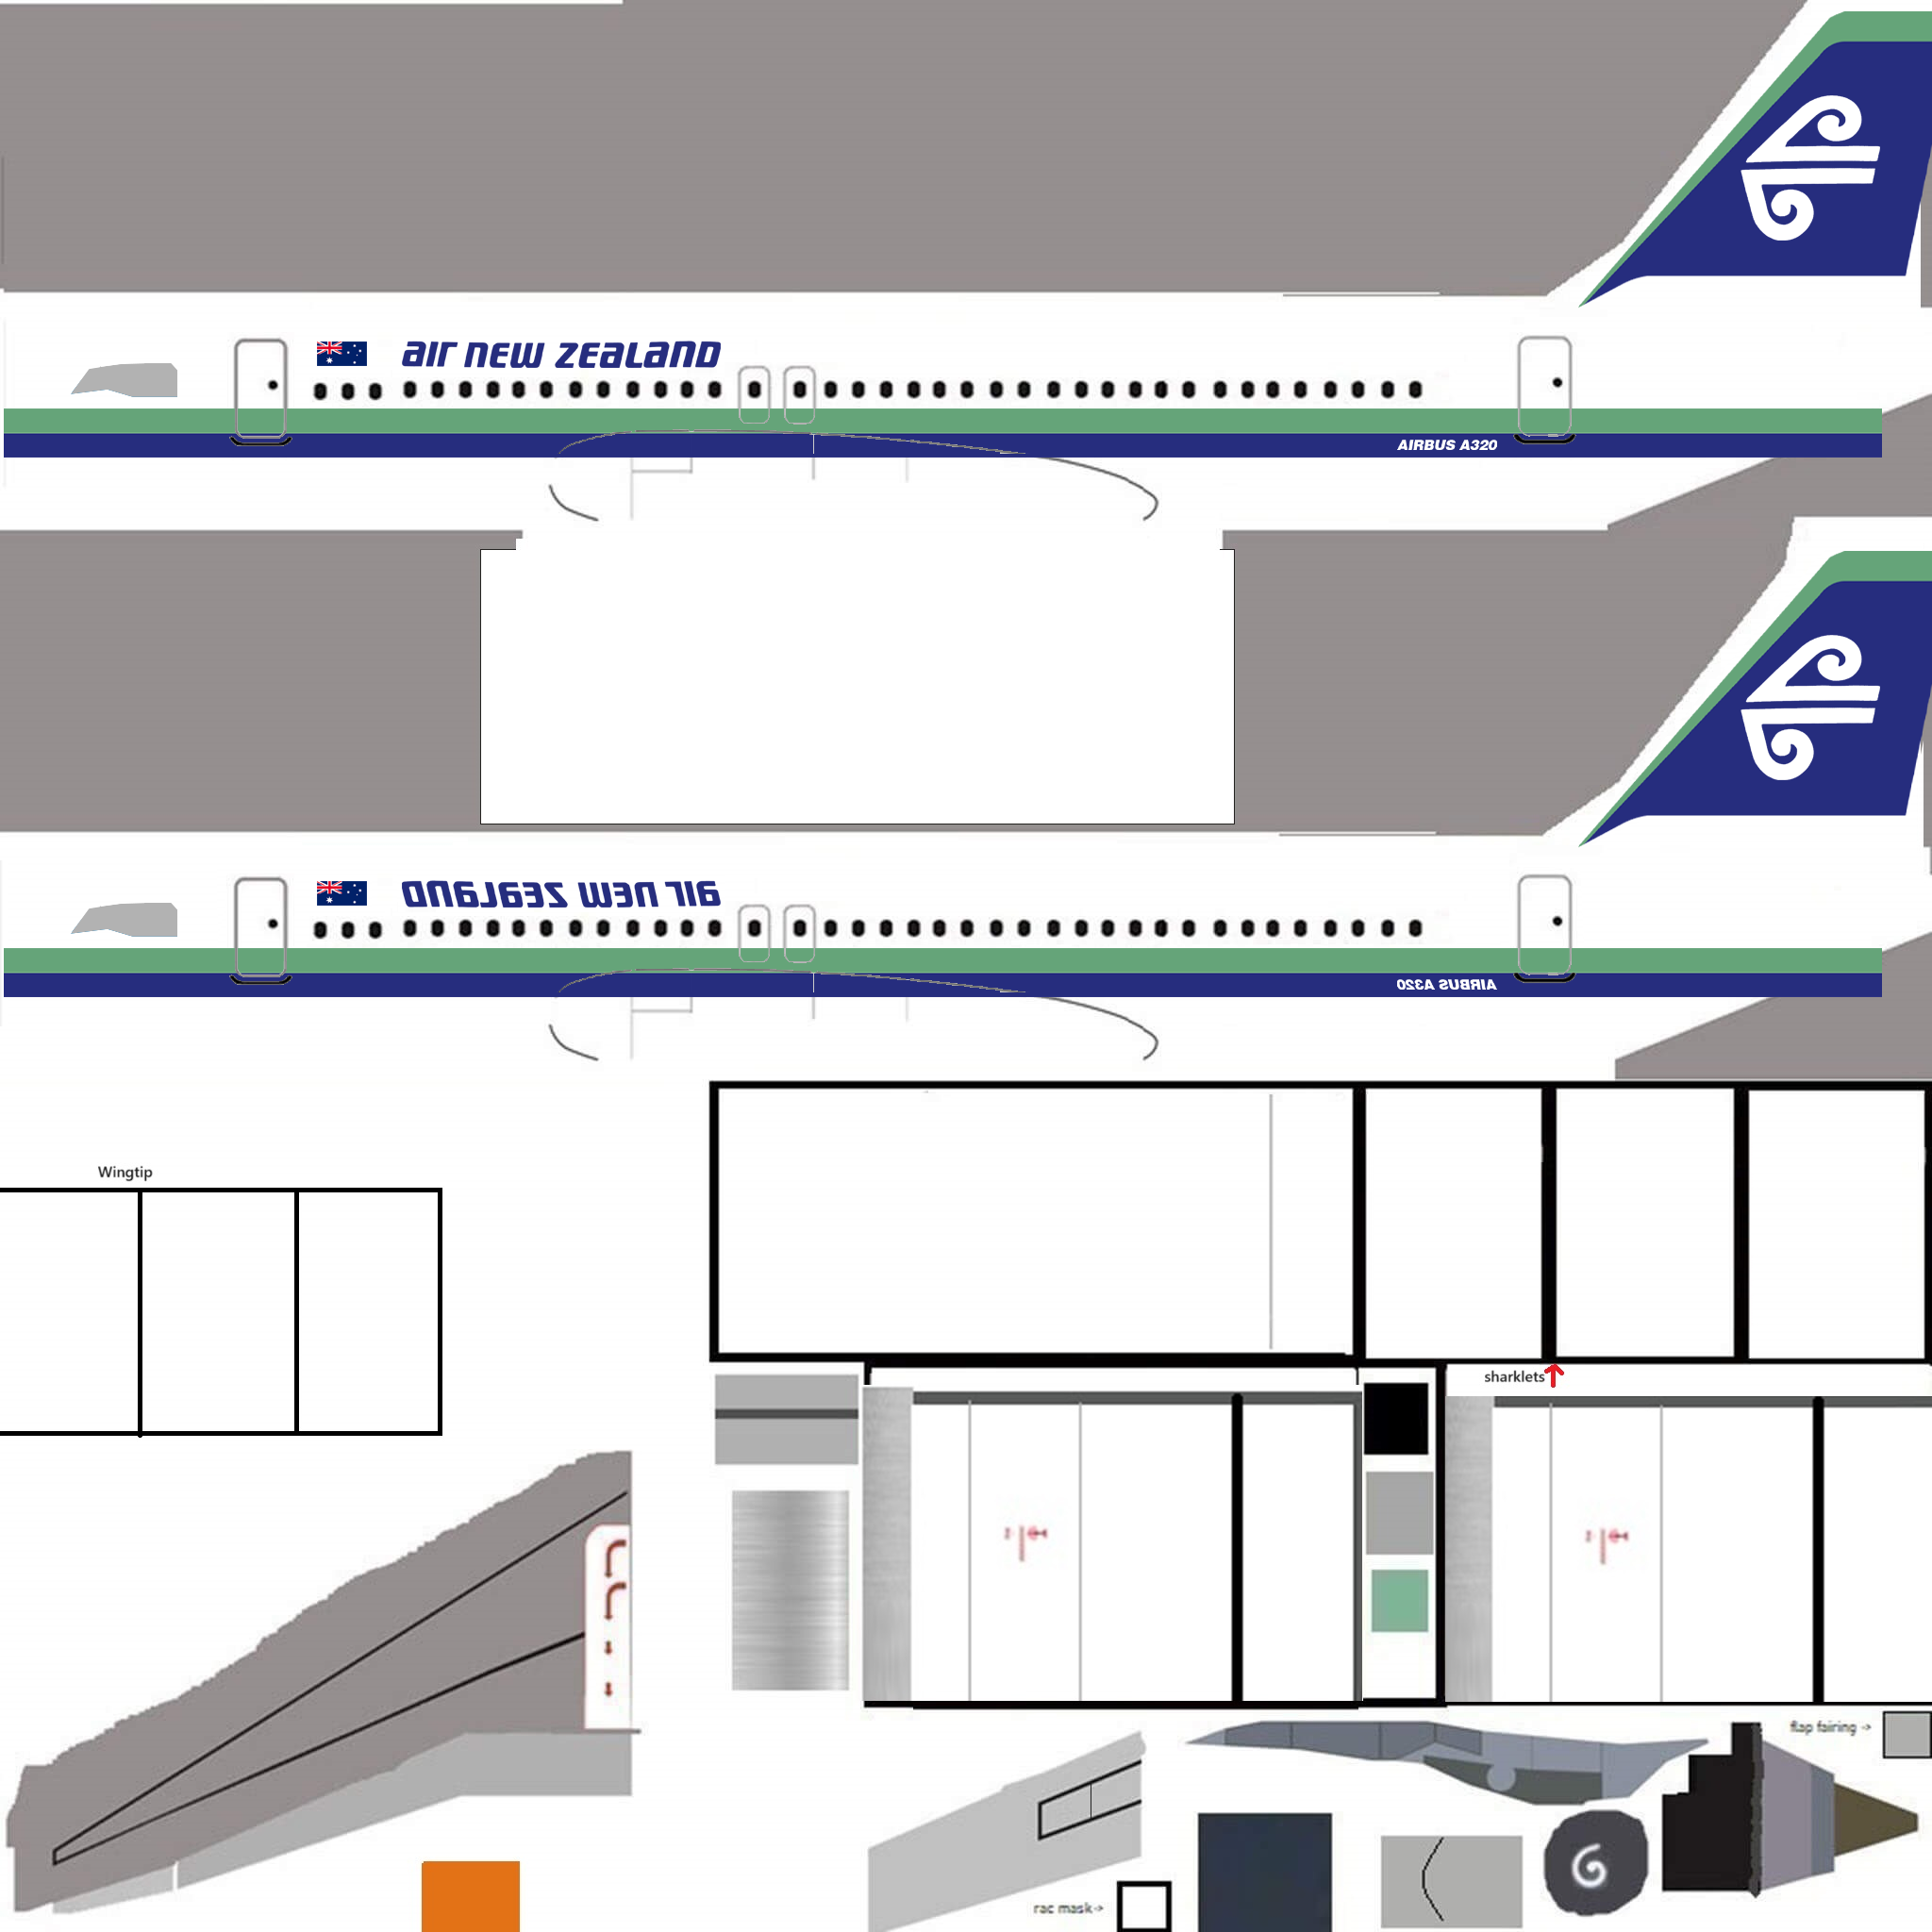 air new zealand
AIRBUS A320
air new zealand
AIRBUS A320
Wingtip
sharklets
flap fairing ->
rac mask->